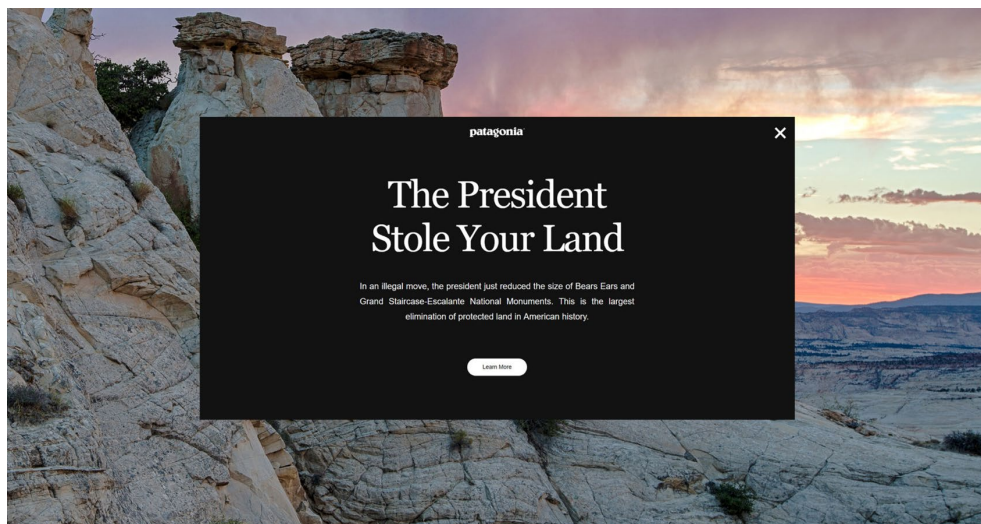 patagonia
The President
Stole Your Land
In an illegal move, the president just reduced the size of Bears Ears and
Grand Staircase-Escalante National Monuments. This is the largest
elimination of protected land in American history.
Learn More